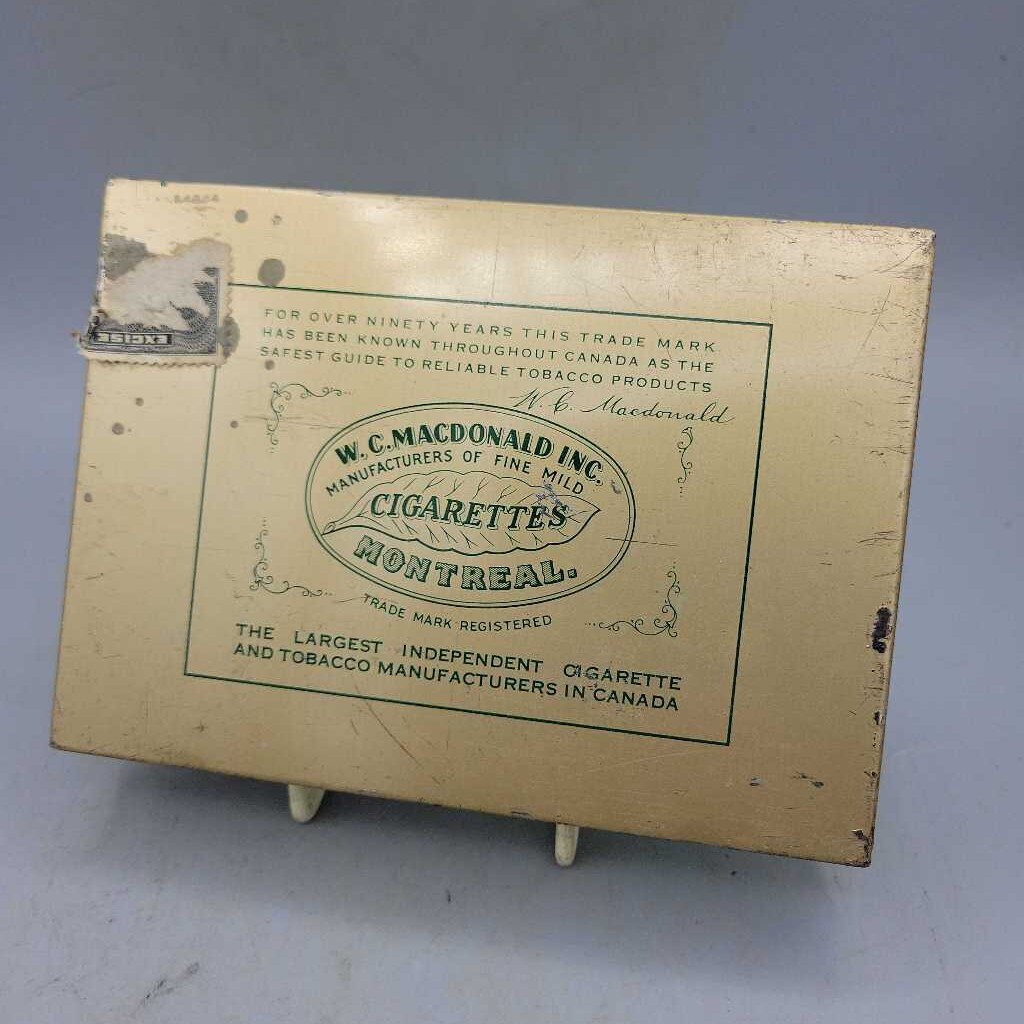 EXCISE
FOR OVER NINETY YEARS THIS TRADE MARK
HAS BEEN KNOWN THROUGHOUT CANADA AS THE
SAFEST GUIDE TO RELIABLE TOBACCO PRODUCTS
W. C. Macdonald
W. C. MACDONALD INC.
MANUFACTURERS OF FINE MILD
CIGARETTES
MONTREAL.
TRADE MARK REGISTERED
THE LARGEST INDEPENDENT CIGARETTE
AND TOBACCO MANUFACTURERS IN CANADA